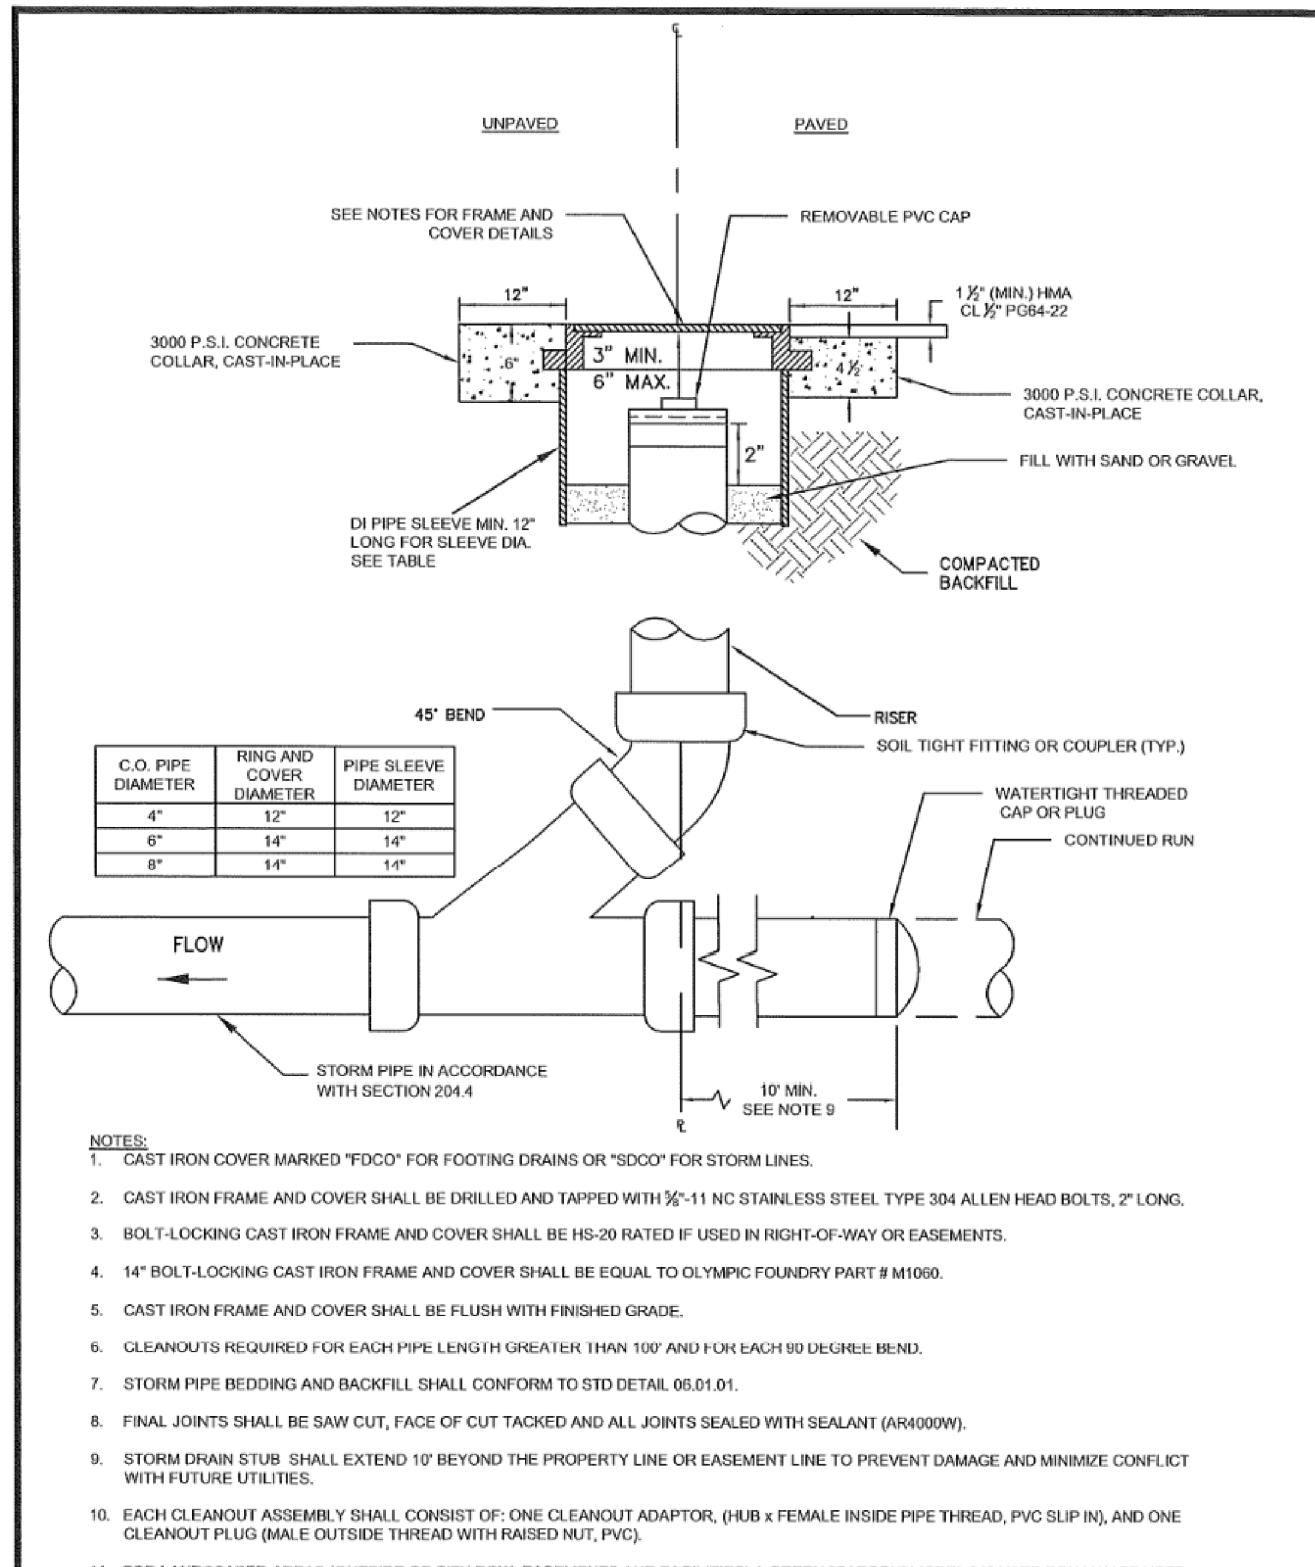 ℄
UNPAVED
PAVED
SEE NOTES FOR FRAME AND
COVER DETAILS
REMOVABLE PVC CAP
12"
12"
1 ½" (MIN.) HMA
CL ½" PG64-22
3000 P.S.I. CONCRETE
COLLAR, CAST-IN-PLACE
6"
3" MIN.
6" MAX.
4 ½
3000 P.S.I. CONCRETE COLLAR,
CAST-IN-PLACE
2"
FILL WITH SAND OR GRAVEL
DI PIPE SLEEVE MIN. 12"
LONG FOR SLEEVE DIA.
SEE TABLE
COMPACTED
BACKFILL
45° BEND
RISER
SOIL TIGHT FITTING OR COUPLER (TYP.)
C.O. PIPE DIAMETER RING AND COVER DIAMETER PIPE SLEEVE DIAMETER
4" 12" 12"
6" 14" 14"
8" 14" 14"
WATERTIGHT THREADED
CAP OR PLUG
CONTINUED RUN
FLOW
STORM PIPE IN ACCORDANCE
WITH SECTION 204.4
10' MIN.
SEE NOTE 9
NOTES:
1. CAST IRON COVER MARKED "FDCO" FOR FOOTING DRAINS OR "SDCO" FOR STORM LINES.
2. CAST IRON FRAME AND COVER SHALL BE DRILLED AND TAPPED WITH ⅝"-11 NC STAINLESS STEEL TYPE 304 ALLEN HEAD BOLTS, 2" LONG.
3. BOLT-LOCKING CAST IRON FRAME AND COVER SHALL BE HS-20 RATED IF USED IN RIGHT-OF-WAY OR EASEMENTS.
4. 14" BOLT-LOCKING CAST IRON FRAME AND COVER SHALL BE EQUAL TO OLYMPIC FOUNDRY PART # M1060.
5. CAST IRON FRAME AND COVER SHALL BE FLUSH WITH FINISHED GRADE.
6. CLEANOUTS REQUIRED FOR EACH PIPE LENGTH GREATER THAN 100' AND FOR EACH 90 DEGREE BEND.
7. STORM PIPE BEDDING AND BACKFILL SHALL CONFORM TO STD DETAIL 06.01.01.
8. FINAL JOINTS SHALL BE SAW CUT, FACE OF CUT TACKED AND ALL JOINTS SEALED WITH SEALANT (AR4000W).
9. STORM DRAIN STUB SHALL EXTEND 10' BEYOND THE PROPERTY LINE OR EASEMENT LINE TO PREVENT DAMAGE AND MINIMIZE CONFLICT
WITH FUTURE UTILITIES.
10. EACH CLEANOUT ASSEMBLY SHALL CONSIST OF: ONE CLEANOUT ADAPTOR, (HUB x FEMALE INSIDE PIPE THREAD, PVC SLIP IN), AND ONE
CLEANOUT PLUG (MALE OUTSIDE THREAD WITH RAISED NUT, PVC).